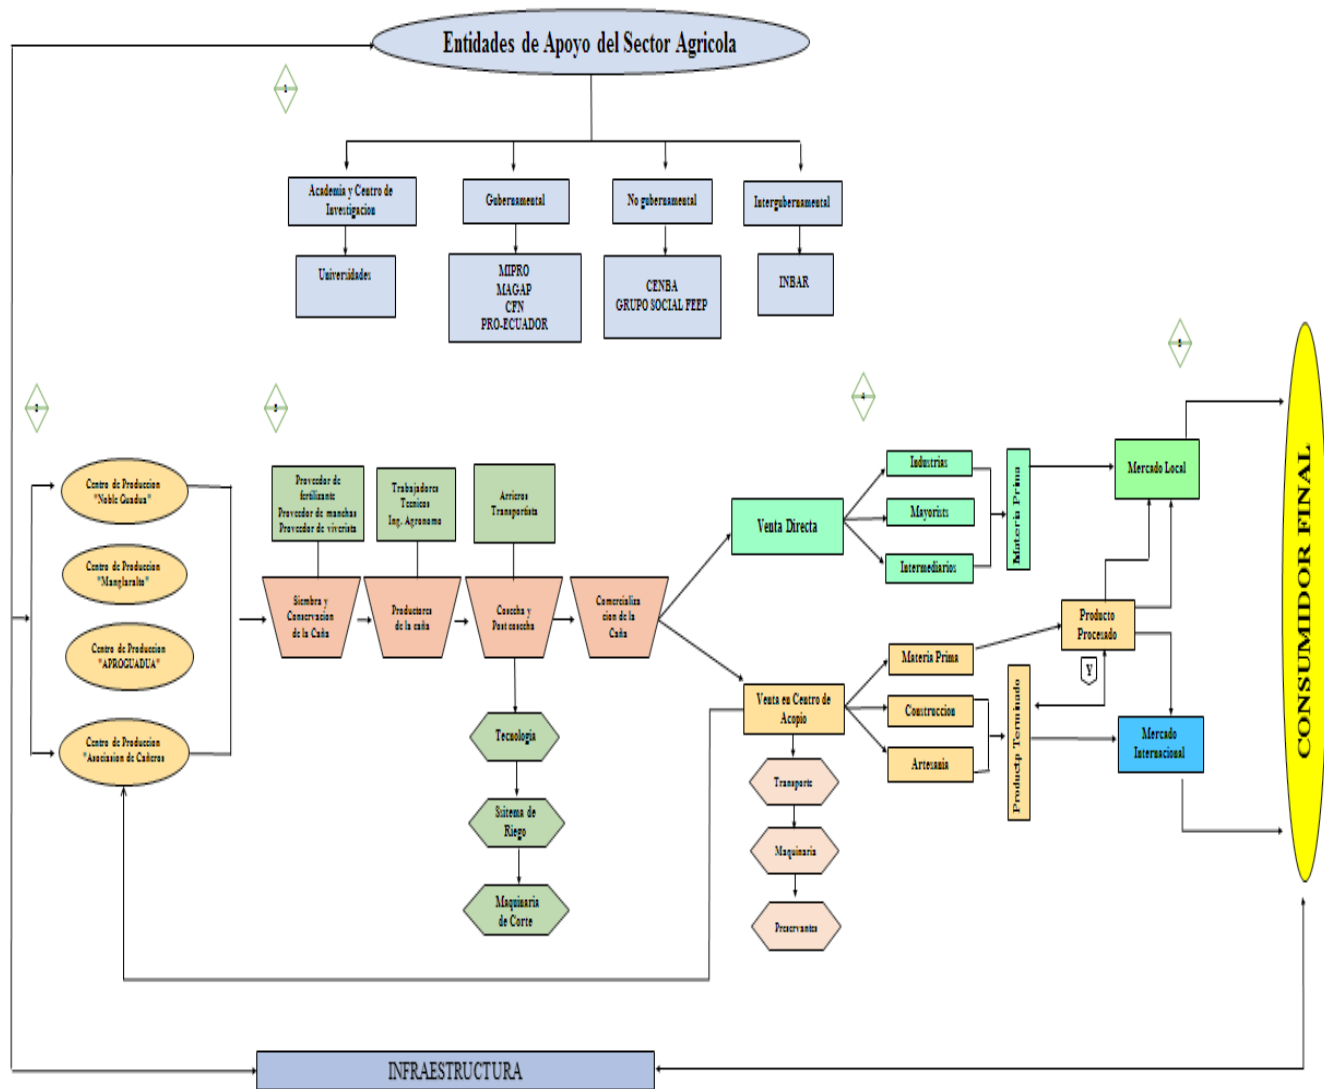 Entidades de Apoyo del Sector Agricola
1
Academia y Centro de
Investigacion
Gubernamental
No gubernamental
Intergubernamental
Universidades
MIPRO
MAGAP
CFN
PRO-ECUADOR
CENBA
GRUPO SOCIAL FEEP
INBAR
4
Centro de Produccion
"Noble Guadua"
Centro de Produccion
"Manglaralto"
Centro de Produccion
"APROGUADUA"
Centro de Produccion
"Asociasion de Cañeros
Proveedor de
fertilizante
Proveedor de manchas
Proveedor de viverista
Trabajadores
Tecnicos
Ing. Agronomo
Arrieros
Transportista
Siembra y
Conservacion
de la Caña
Productores
de la caña
Cosecha y
Post cosecha
Comercializa
cion de la
Caña
Tecnologia
Ssitema de
Riego
Maquinaria
de Corte
Venta Directa
Industrias
Mayorists
Intermediarios
Materia Prima
Venta en Centro de
Acopio
Transporte
Maquinaria
Preservantes
Materia Prima
Construccion
Artesania
Productp Terminado
Producto
Procesado
Y
Mercado Local
Mercado
Internacional
CONSUMIDOR FINAL
INFRAESTRUCTURA